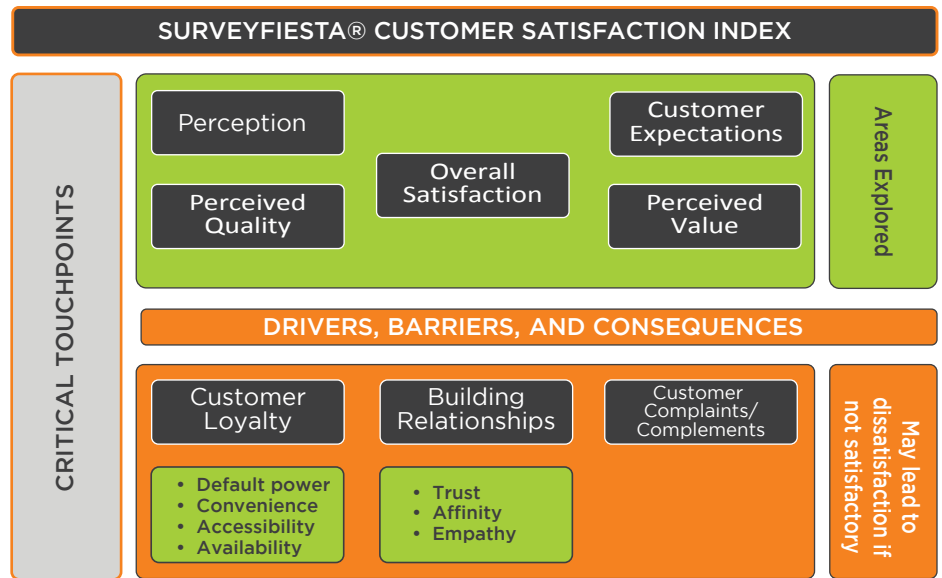 SURVEYFIESTA® CUSTOMER SATISFACTION INDEX
CRITICAL TOUCHPOINTS
Perception
Perceived
Quality
Overall
Satisfaction
Customer
Expectations
Perceived
Value
Areas Explored
DRIVERS, BARRIERS, AND CONSEQUENCES
Customer
Loyalty
• Default power
• Convenience
• Accessibility
• Availability
Building
Relationships
• Trust
• Affinity
• Empathy
Customer
Complaints/
Complements
May lead to
dissatisfaction if
not satisfactory